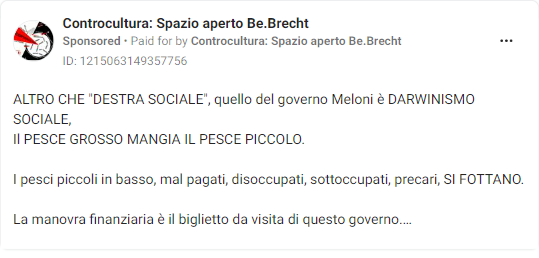 Controcultura: Spazio aperto Be.Brecht
Sponsored • Paid for by Controcultura: Spazio aperto Be.Brecht
ID: 1215063149357756
ALTRO CHE "DESTRA SOCIALE", quello del governo Meloni è DARWINISMO
SOCIALE,
Il PESCE GROSSO MANGIA IL PESCE PICCOLO.
I pesci piccoli in basso, mal pagati, disoccupati, sottoccupati, precari, SI FOTTANO.
La manovra finanziaria è il biglietto da visita di questo governo....